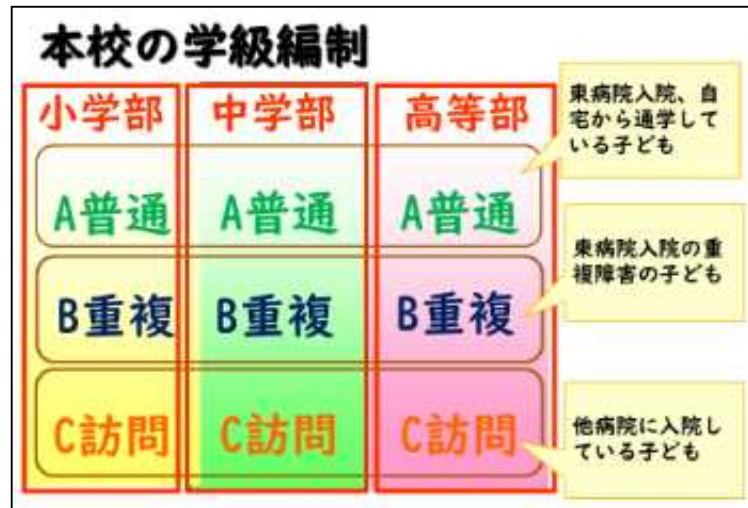 本校の学級編制
小学部 中学部 高等部
A普通 A普通 A普通
B重複 B重複 B重複
C訪問 C訪問 C訪問
東病院入院、自
宅から通学して
いる子ども
東病院入院の重
複障害の子ども
他病院に入院し
ている子ども